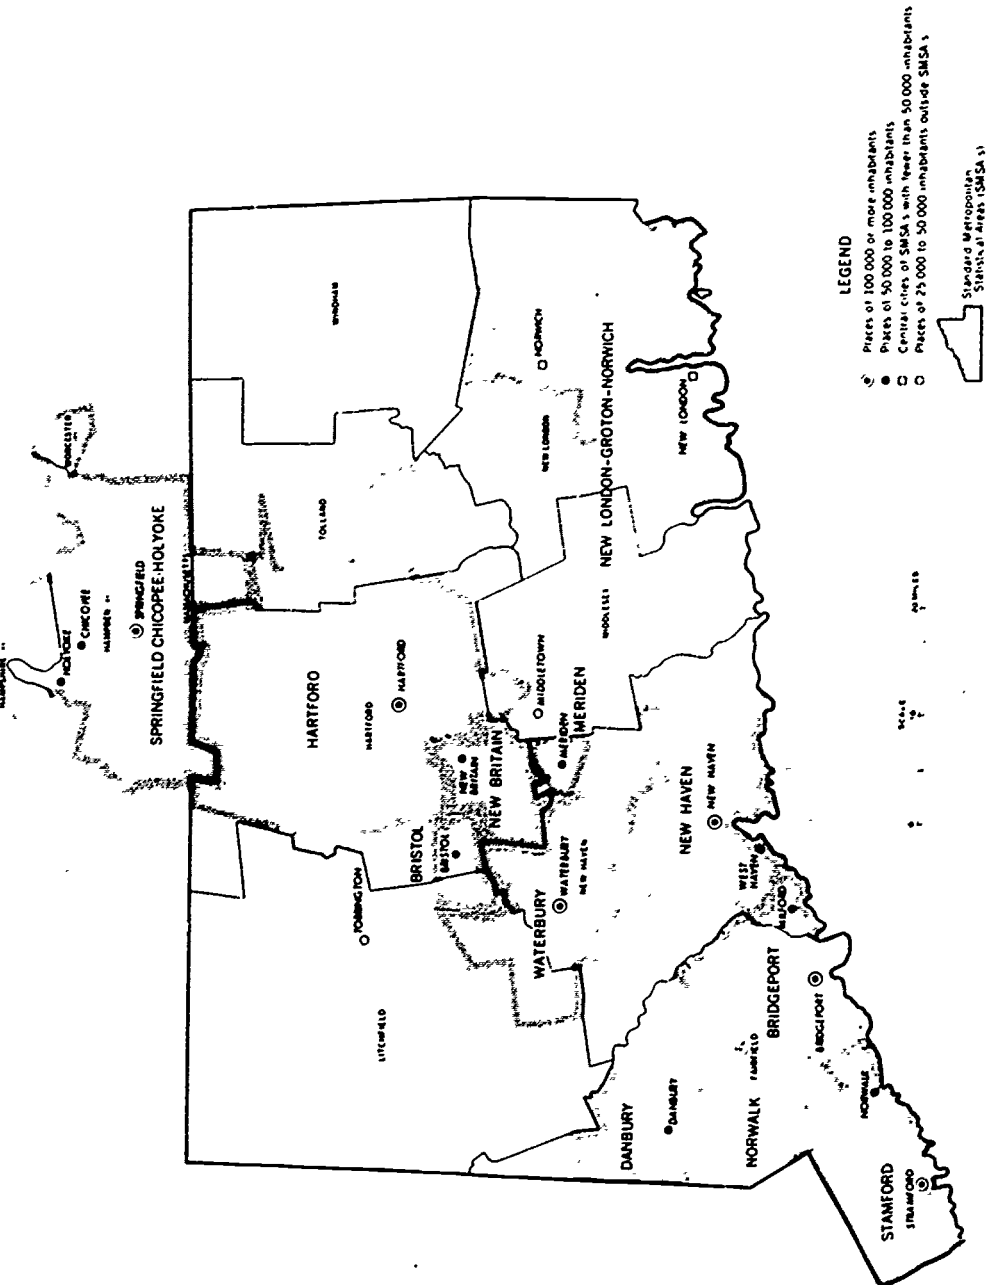 WORCESTER
HOLYOKE
CHICOPEE
HAMPDEN
SPRINGFIELD
SPRINGFIELD CHICOPEE-HOLYOKE
WINDHAM
TOLLAND
HARTFORD
HARTFORD
HARTFORD
TORRINGTON
LITCHFIELD
BRISTOL
BRISTOL
NEW
BRITAIN
NEW BRITAIN
MIDDLETOWN
MERIDEN
MERIDEN
MIDDLESEX
NORWICH
NEW LONDON
NEW LONDON-GROTON-NORWICH
NEW LONDON
WATERBURY
WATERBURY
NEW HAVEN
NEW HAVEN
NEW HAVEN
WEST
HAVEN
MILFORD
BRIDGEPORT
BRIDGEPORT
DANBURY
DANBURY
NORWALK
FAIRFIELD
NORWALK
STAMFORD
STAMFORD
LEGEND
Places of 100 000 or more inhabitants
Places of 50 000 to 100 000 inhabitants
Central cities of SMSA s with fewer than 50 000 inhabitants
Places of 25 000 to 50 000 inhabitants outside SMSA s
Standard Metropolitan
Statistical Areas (SMSA s)